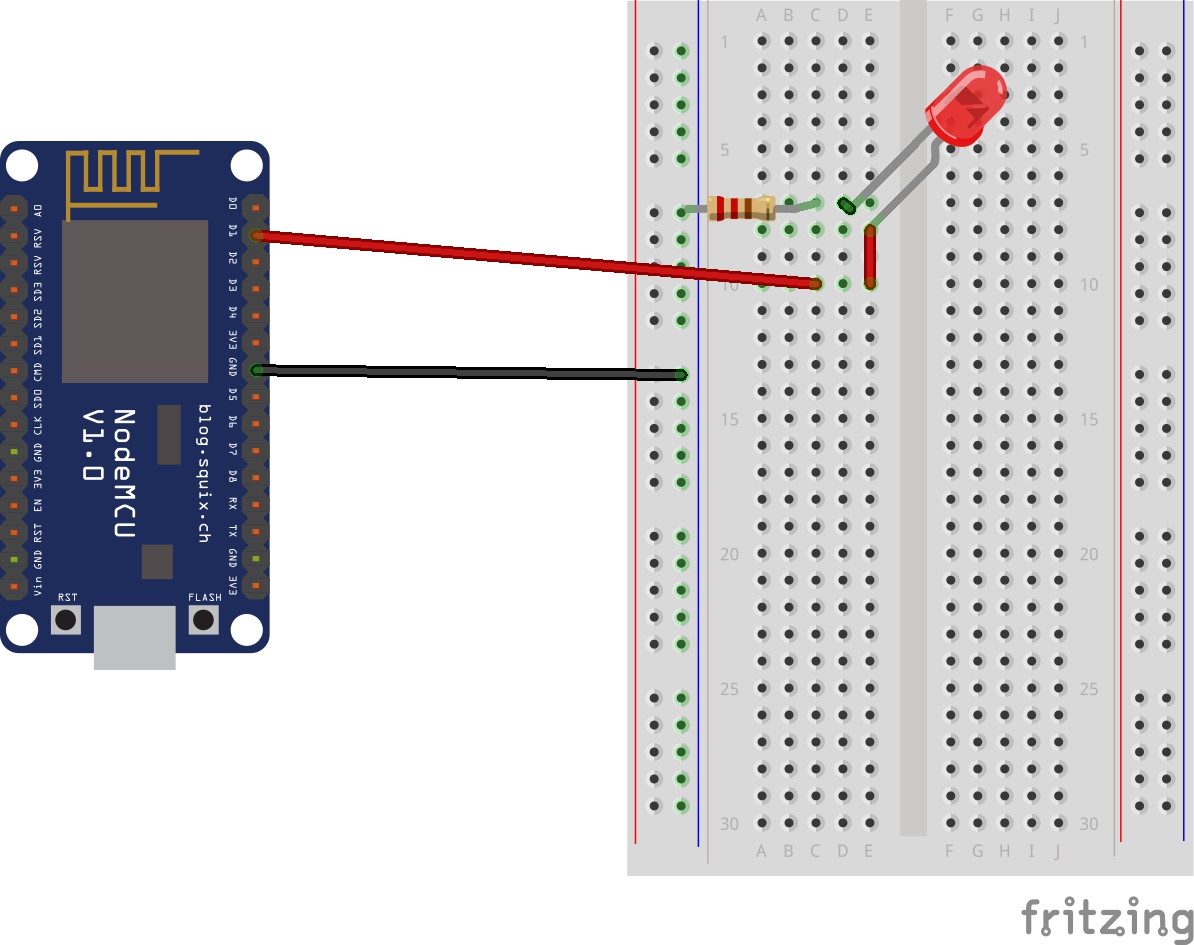 A B C D E F G H I J
1 1
5 5
10 10
15 15
20 20
25 25
30 30
A B C D E F G H I J
A0
RSV
RSV
SD3
SD2
SD1
CMD
SD0
CLK
GND
3V3
EN
RST
GND
Vin
D0
D1
D2
D3
D4
3V3
GND
D5
D6
D7
D8
RX
TX
GND
3V3
NodeMCU
V1.0
blog.squix.ch
RST
FLASH
fritzing